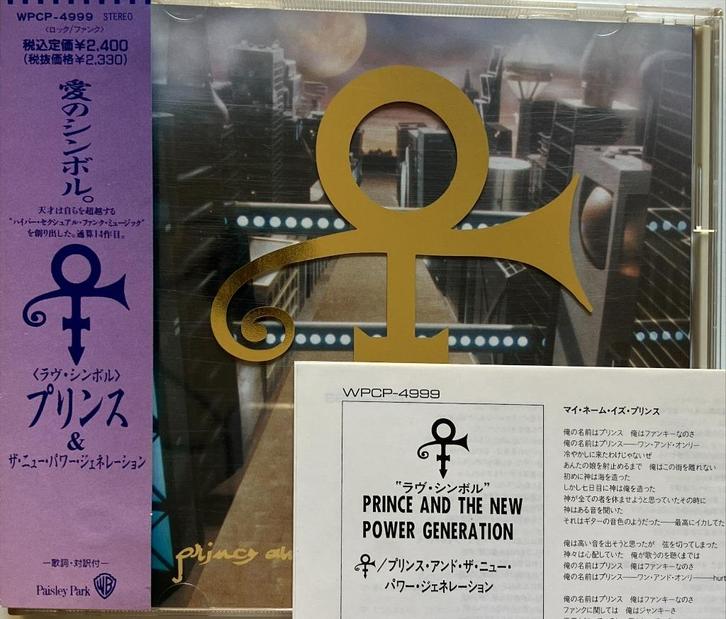 WPCP-4999 STEREO
〈ロック/ファンク〉
税込定価¥2,400
(税抜価格¥2,330)
愛のシンボル。
天才は自らを超越する
"ハイパー・セクシュアル・ファンク・ミュージック"
を創り出した。通算14作目。
〈ラヴ・シンボル〉
プリンス
&
ザ・ニュー・パワー・ジェネレーション
—歌詞・対訳付—
Paisley Park WB
prince an
WPCP-4999
"ラヴ・シンボル"
PRINCE AND THE NEW
POWER GENERATION
/プリンス・アンド・ザ・ニュー・
パワー・ジェネレーション
マイ・ネーム・イズ・プリンス
俺の名前はプリンス 俺はファンキーなのさ
俺の名前はプリンス——ワン・アンド・オンリー
冷やかしに来たわけじゃないぜ
あんたの娘を射止めるまで 俺はこの街を離れない
初めに神は海を造った
しかし七日目に神は俺を造った
神が全ての者を休ませようと思っていたその時に
神はある音を聞いた
それはギターの音色のようだった——最高にイカしてた
俺は高い音を出そうと思ったが 弦を切ってしまった
神々は心配していた 俺が歌うのを聴くまでは
俺の名前はプリンス 俺はファンキーなのさ
俺の名前はプリンス——ワン・アンド・オンリー——hurt
俺の名前はプリンス 俺はファンキーなのさ
ファンクに関しては 俺はジャンキーさ